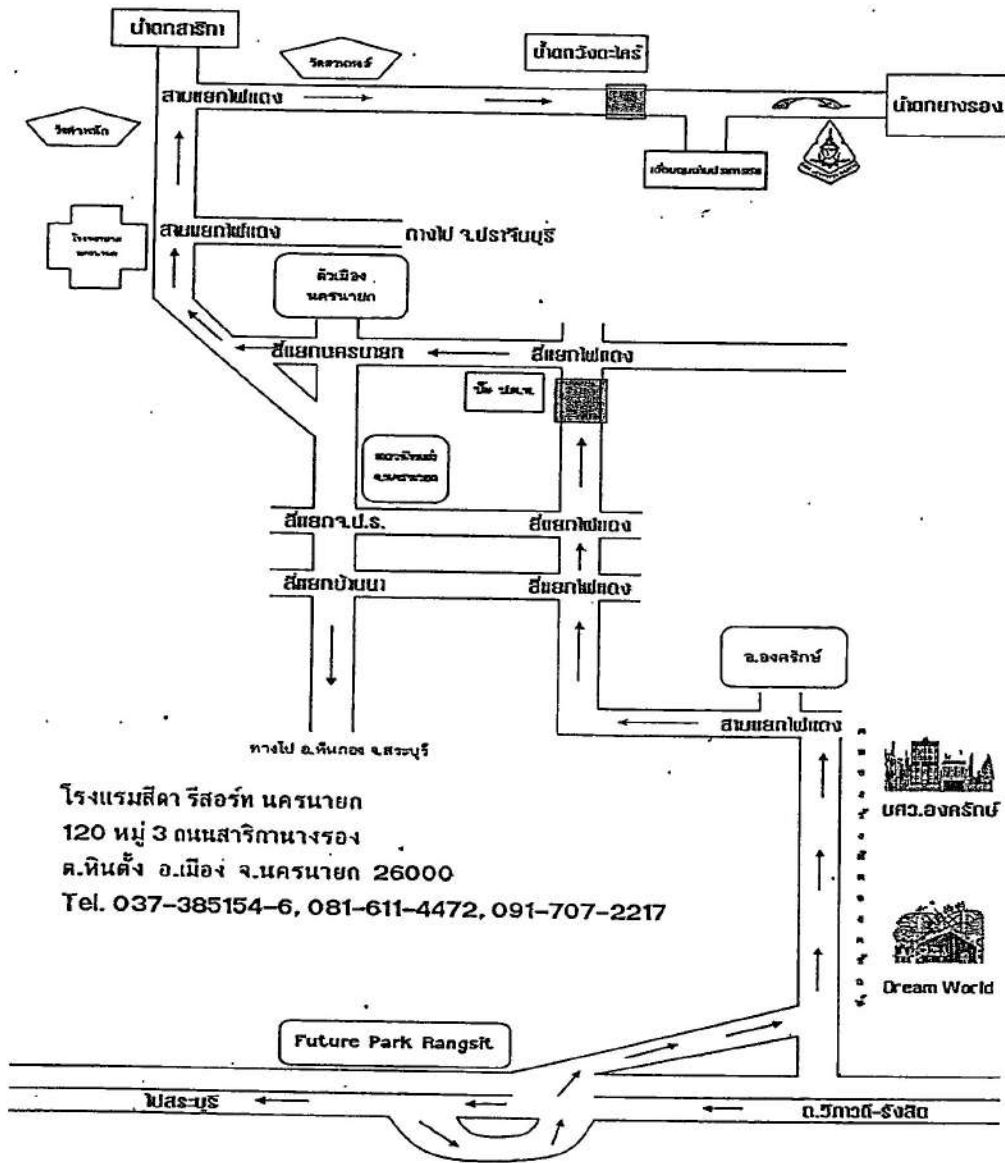 น้ำตกสาริกา
น้ำตกวังตะไคร้
สามแยกไฟแดง
น้ำตกนางรอง
สามแยกไฟแดง
ทางไป จ.ปราจีนบุรี
ตัวเมือง
นครนายก
สี่แยกนครนายก
สี่แยกไฟแดง
ปั๊ม ป.ต.ท.
สี่แยกจ.ป.ร.
สี่แยกไฟแดง
สี่แยกบ้านนา
สี่แยกไฟแดง
อ.องครักษ์
สามแยกไฟแดง
ทางไป อ.หินกอง จ.สระบุรี
มศว.องครักษ์
โรงแรมสีดา รีสอร์ท นครนายก
120 หมู่ 3 ถนนสาริกานางรอง
ต.หินตั้ง อ.เมือง จ.นครนายก 26000
Tel. 037-385154-6, 081-611-4472, 091-707-2217
Dream World
Future Park Rangsit
ไปสระบุรี
ถ.วิภาวดี-รังสิต